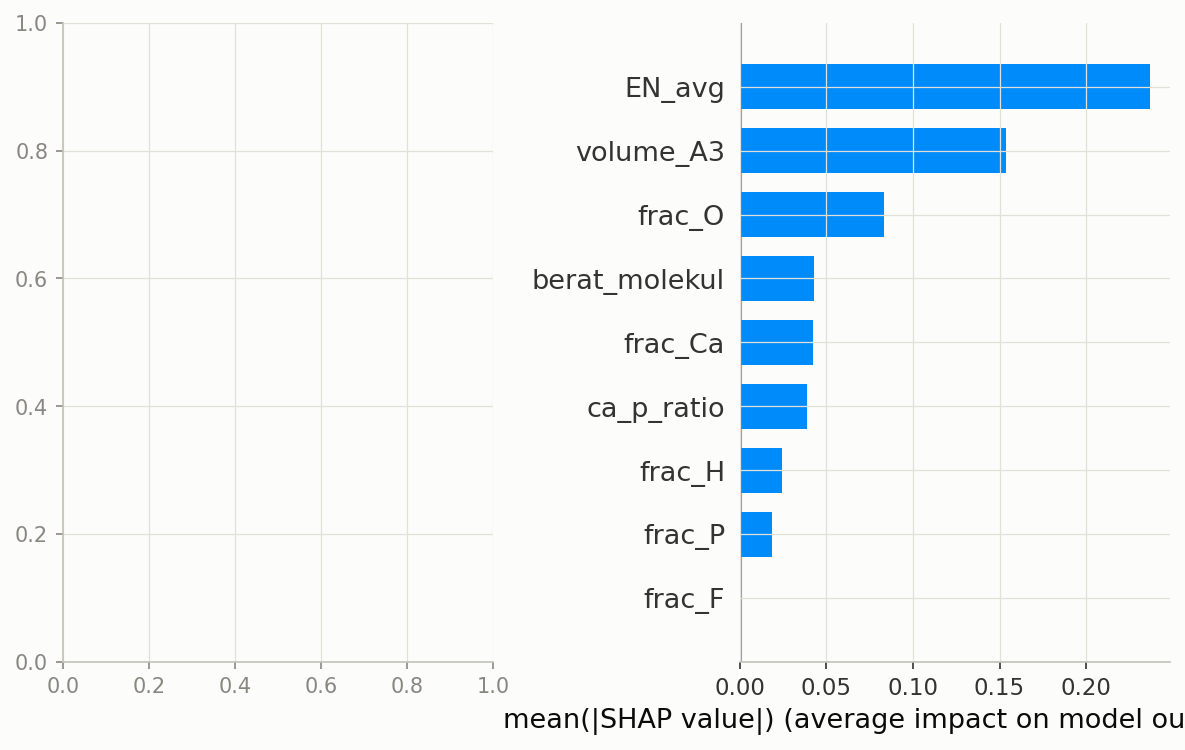 1.0
0.8
0.6
0.4
0.2
0.0
0.0 0.2 0.4 0.6 0.8 1.0
EN_avg
volume_A3
frac_O
berat_molekul
frac_Ca
ca_p_ratio
frac_H
frac_P
frac_F
0.00 0.05 0.10 0.15 0.20
mean(|SHAP value|) (average impact on model ou